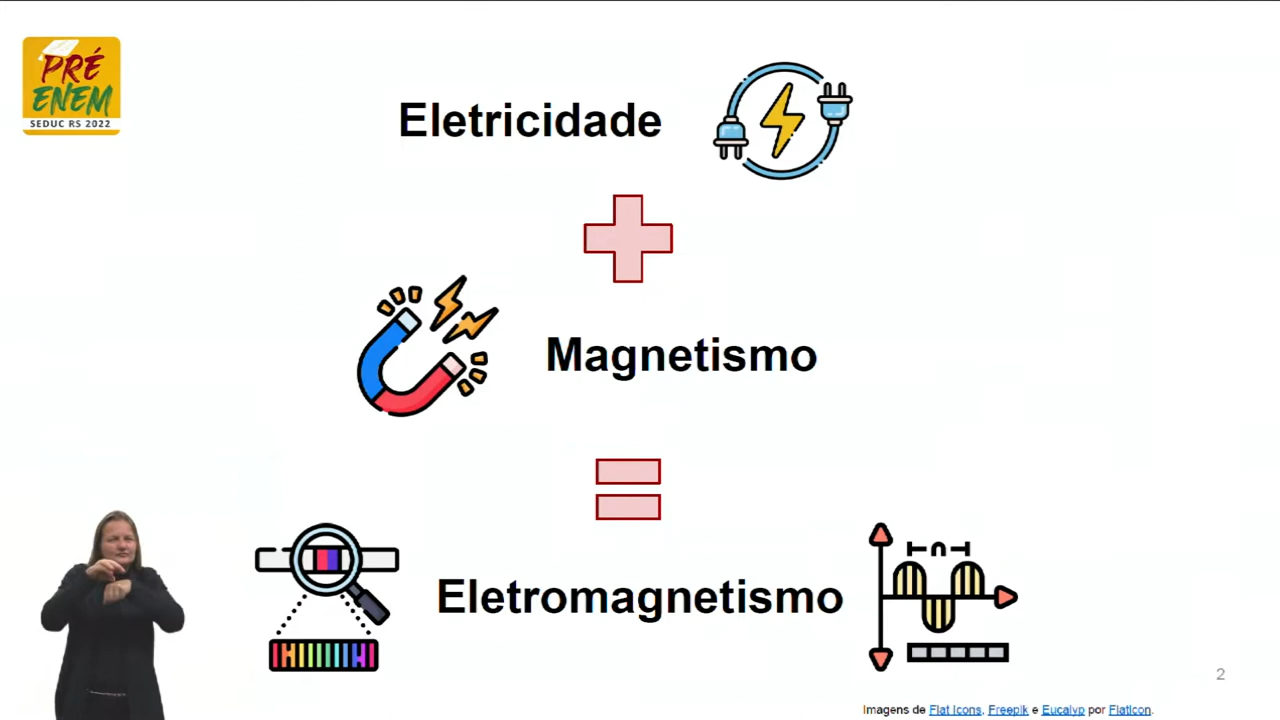 PRÉ
ENEM
SEDUC RS 2022
Eletricidade
Magnetismo
Eletromagnetismo
2
Imagens de Flat Icons, Freepik e Eucalyp por Flaticon.